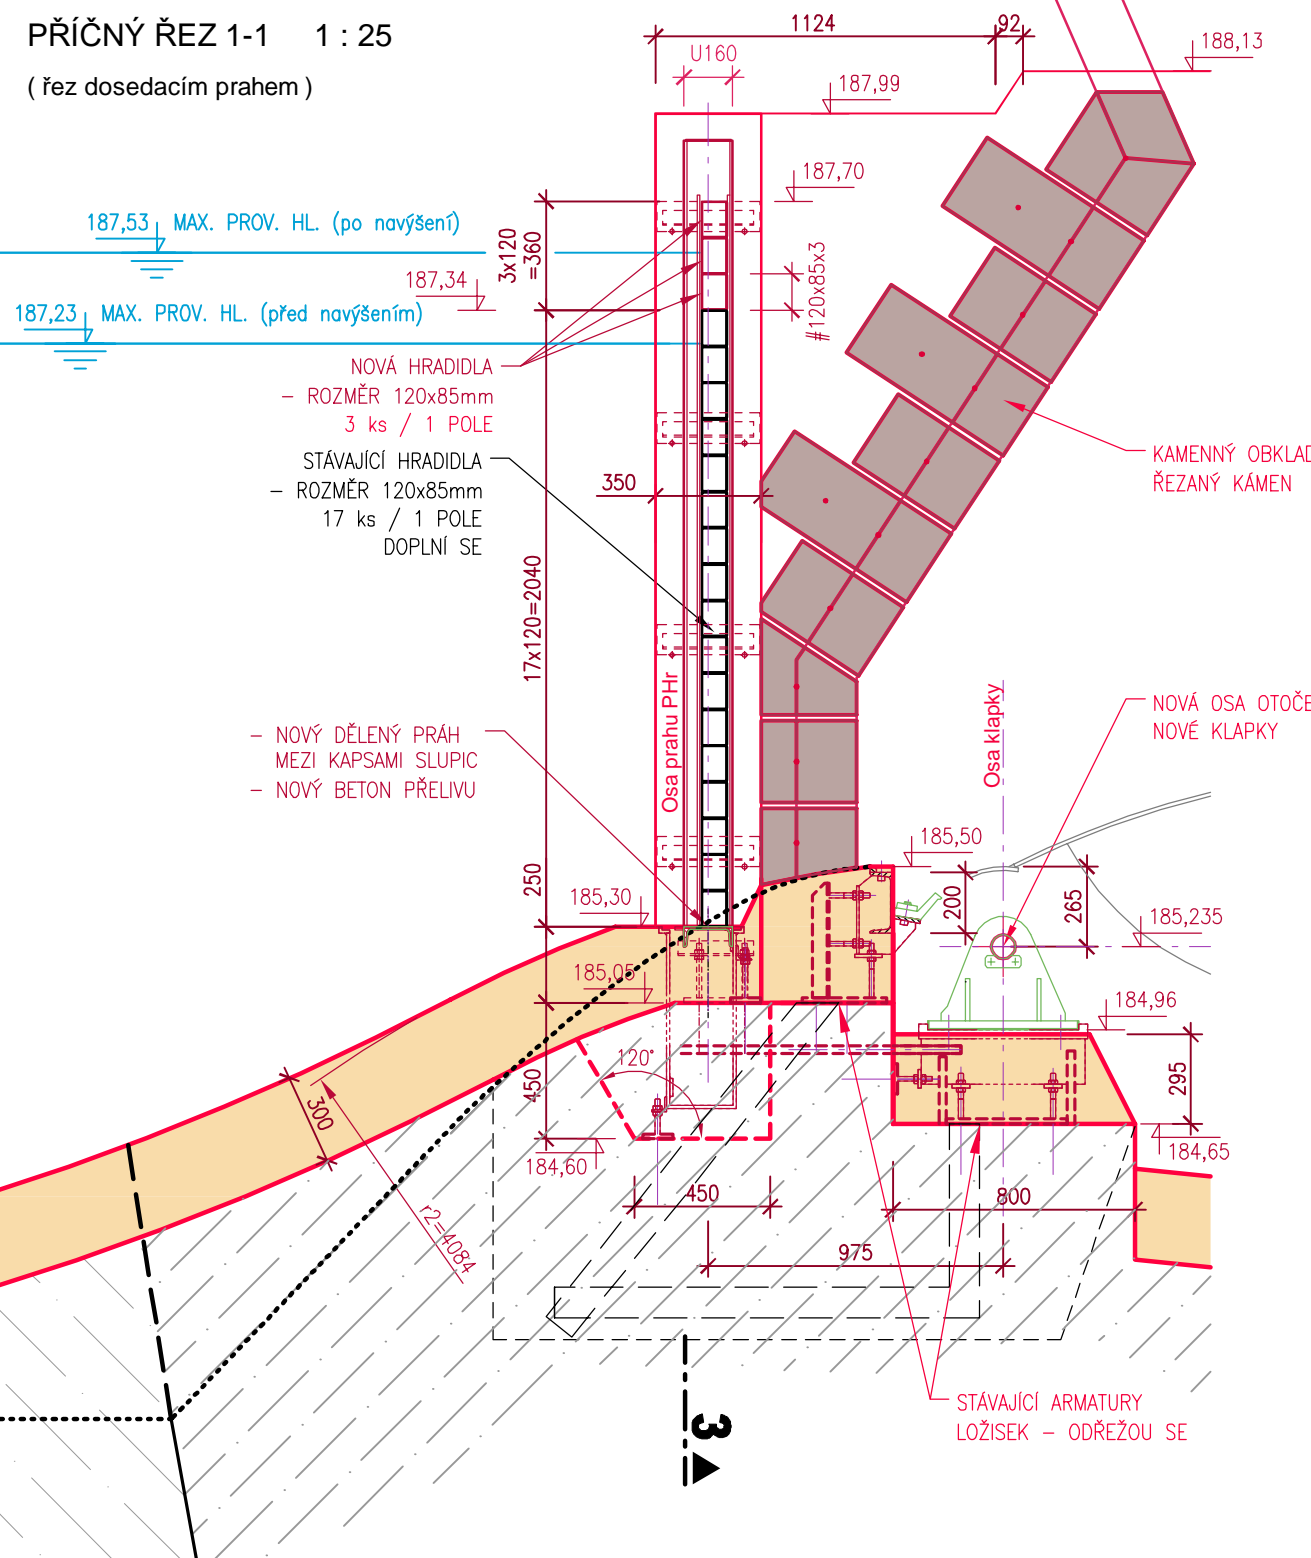 PŘÍČNÝ ŘEZ 1-1 1 : 25
( řez dosedacím prahem )
1124
92
188,13
U160
187,99
187,70
187,53 MAX. PROV. HL. (po navýšení)
3x120
=360
187,34
#120x85x3
187,23 MAX. PROV. HL. (před navýšením)
NOVÁ HRADIDLA
- ROZMĚR 120x85mm
3 ks / 1 POLE
STÁVAJÍCÍ HRADIDLA
- ROZMĚR 120x85mm
17 ks / 1 POLE
DOPLNÍ SE
350
KAMENNÝ OBKLAD
ŘEZANÝ KÁMEN
17x120=2040
Osa prahu PHr
Osa klapky
NOVÁ OSA OTOČE
NOVÉ KLAPKY
- NOVÝ DĚLENÝ PRÁH
MEZI KAPSAMI SLUPIC
- NOVÝ BETON PŘELIVU
185,50
250
185,30
200
265
185,235
185,05
184,96
120°
450
300
295
184,60
184,65
450
800
r2=4084
975
STÁVAJÍCÍ ARMATURY
LOŽISEK - ODŘEŽOU SE
3